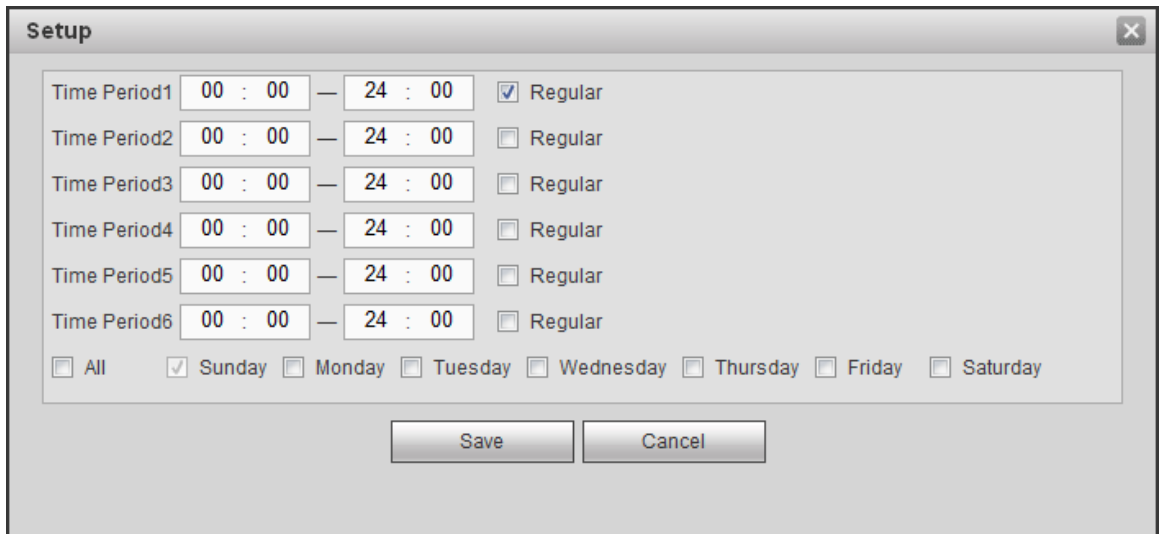 Setup
Time Period1 00 : 00 — 24 : 00 Regular
Time Period2 00 : 00 — 24 : 00 Regular
Time Period3 00 : 00 — 24 : 00 Regular
Time Period4 00 : 00 — 24 : 00 Regular
Time Period5 00 : 00 — 24 : 00 Regular
Time Period6 00 : 00 — 24 : 00 Regular
All Sunday Monday Tuesday Wednesday Thursday Friday Saturday
Save Cancel